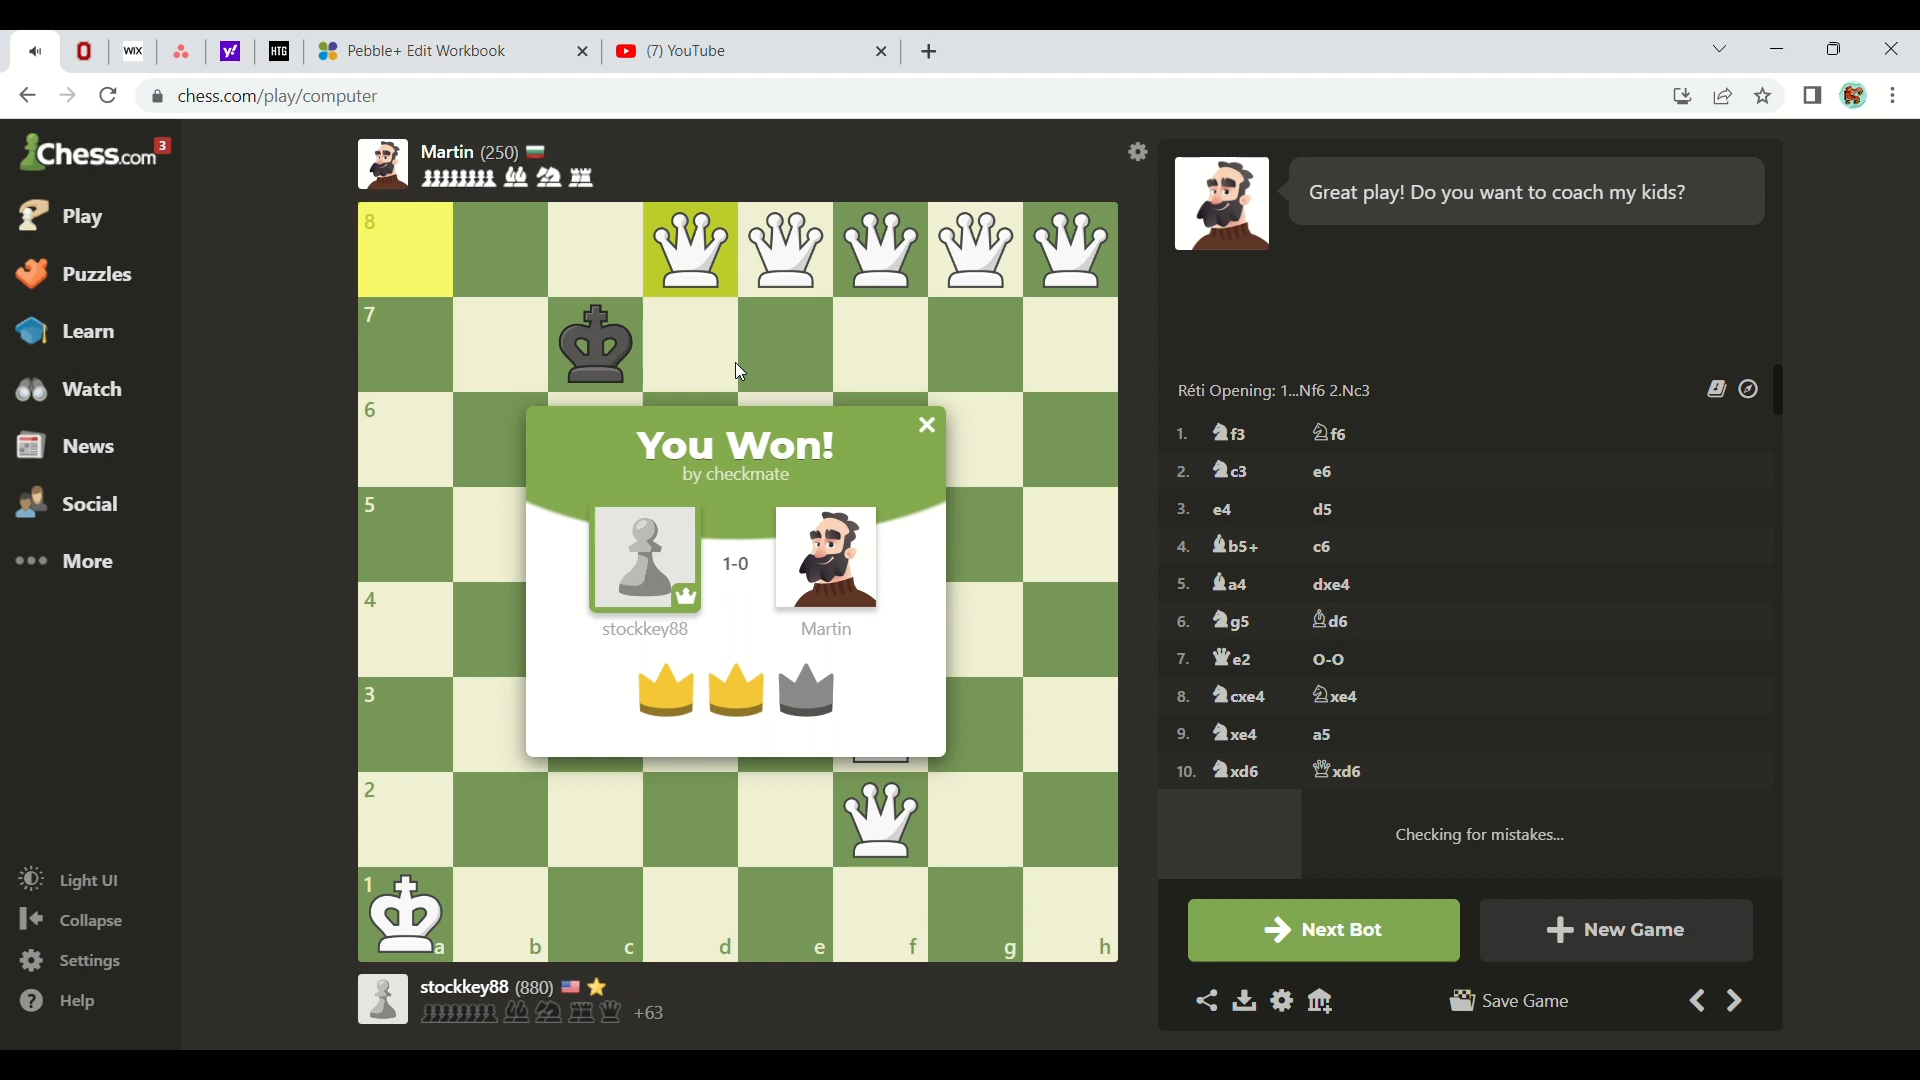 WIX
y!
HTG
Pebble+ Edit Workbook
(7) YouTube
chess.com/play/computer
Chess.com 3
Play
Puzzles
Learn
Watch
News
Social
More
Light UI
Collapse
Settings
Help
Martin (250)
8
7
6
5
4
3
2
1
a b c d e f g h
You Won!
by checkmate
1-0
stockkey88 Martin
stockkey88 (880)
+63
Great play! Do you want to coach my kids?
Réti Opening: 1...Nf6 2.Nc3
1. f3 f6
2. c3 e6
3. e4 d5
4. b5+ c6
5. a4 dxe4
6. g5 d6
7. e2 O-O
8. cxe4 xe4
9. xe4 a5
10. xd6 xd6
Checking for mistakes...
Next Bot
New Game
Save Game